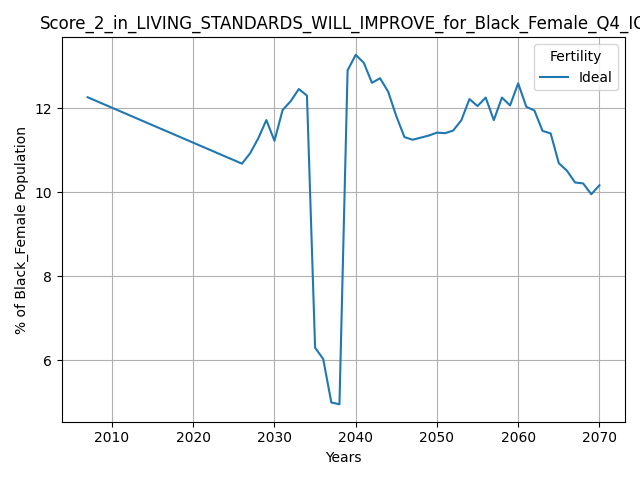 Score_2_in_LIVING_STANDARDS_WILL_IMPROVE_for_Black_Female_Q4_IC
Fertility
Ideal
% of Black_Female Population
12
10
8
6
2010 2020 2030 2040 2050 2060 2070
Years